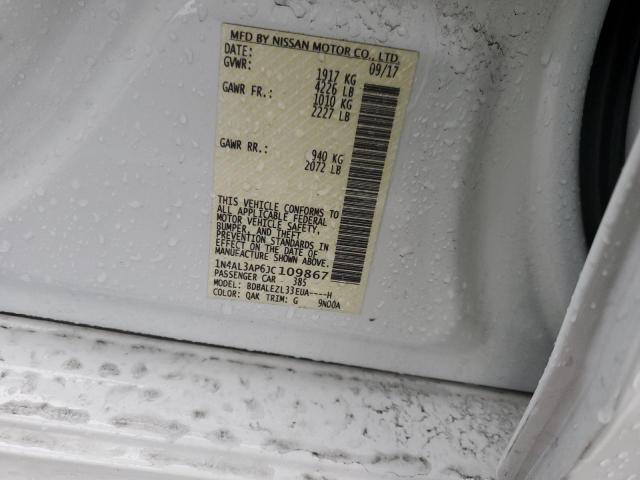 MFD BY NISSAN MOTOR CO., LTD.
DATE: 09/17
GVWR: 1917 KG
4226 LB
GAWR FR.: 1010 KG
2227 LB
GAWR RR.: 940 KG
2072 LB
THIS VEHICLE CONFORMS TO
ALL APPLICABLE FEDERAL
MOTOR VEHICLE SAFETY,
BUMPER, AND THEFT
PREVENTION STANDARDS IN
EFFECT ON THE DATE OF
MANUFACTURE SHOWN ABOVE.
1N4AL3AP6JC109867
PASSENGER CAR 385
MODEL: BDBALEZL33EUA----H
COLOR: QAK TRIM: G 9N00A